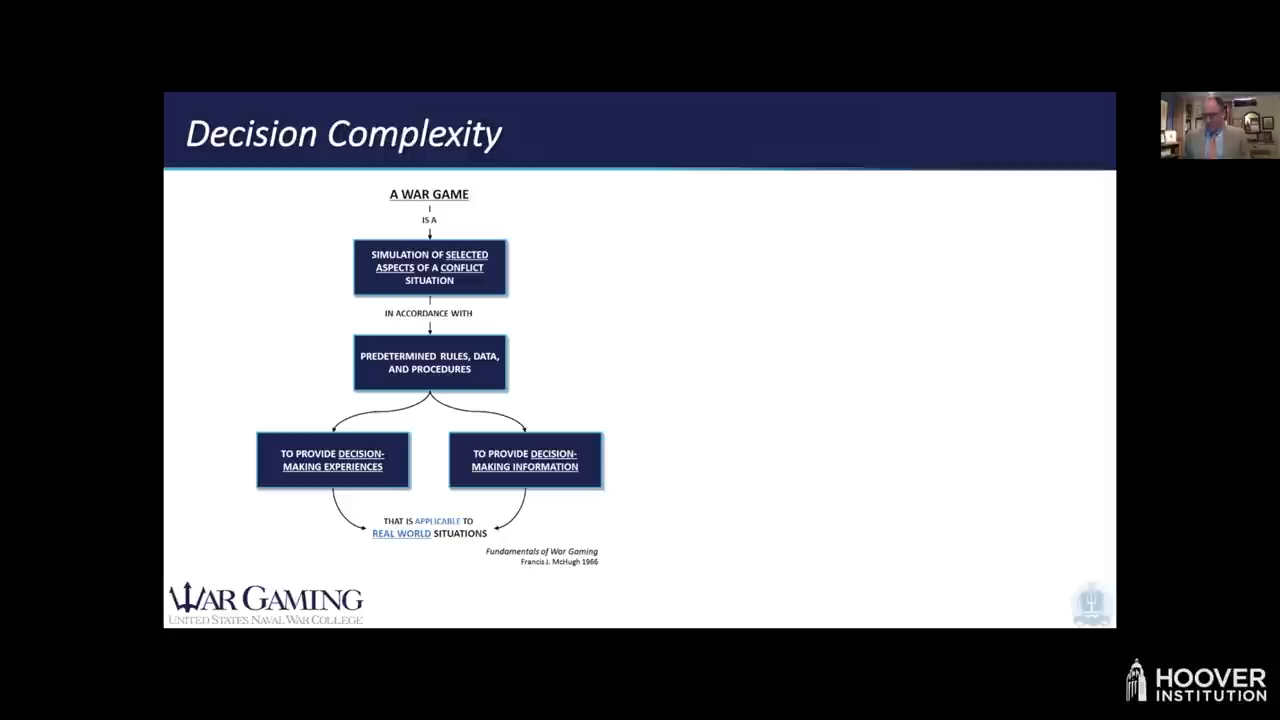 Decision Complexity
A WAR GAME
IS A
SIMULATION OF SELECTED
ASPECTS OF A CONFLICT
SITUATION
IN ACCORDANCE WITH
PREDETERMINED RULES, DATA,
AND PROCEDURES
TO PROVIDE DECISION-
MAKING EXPERIENCES
TO PROVIDE DECISION-
MAKING INFORMATION
THAT IS APPLICABLE TO
REAL WORLD SITUATIONS
Fundamentals of War Gaming
Francis J. McHugh 1966
WAR GAMING
UNITED STATES NAVAL WAR COLLEGE
HOOVER
INSTITUTION